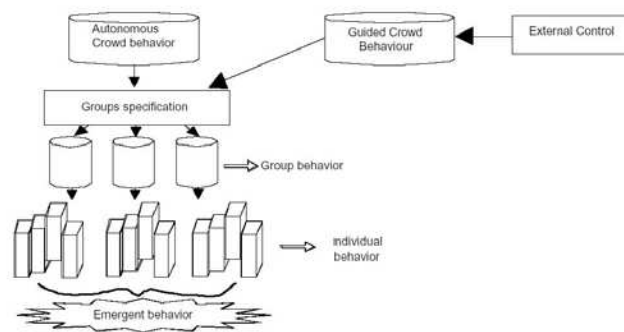 Autonomous
Crowd behavior
Guided Crowd
Behaviour
External Control
Groups specification
Group behavior
Individual
behavior
Emergent behavior